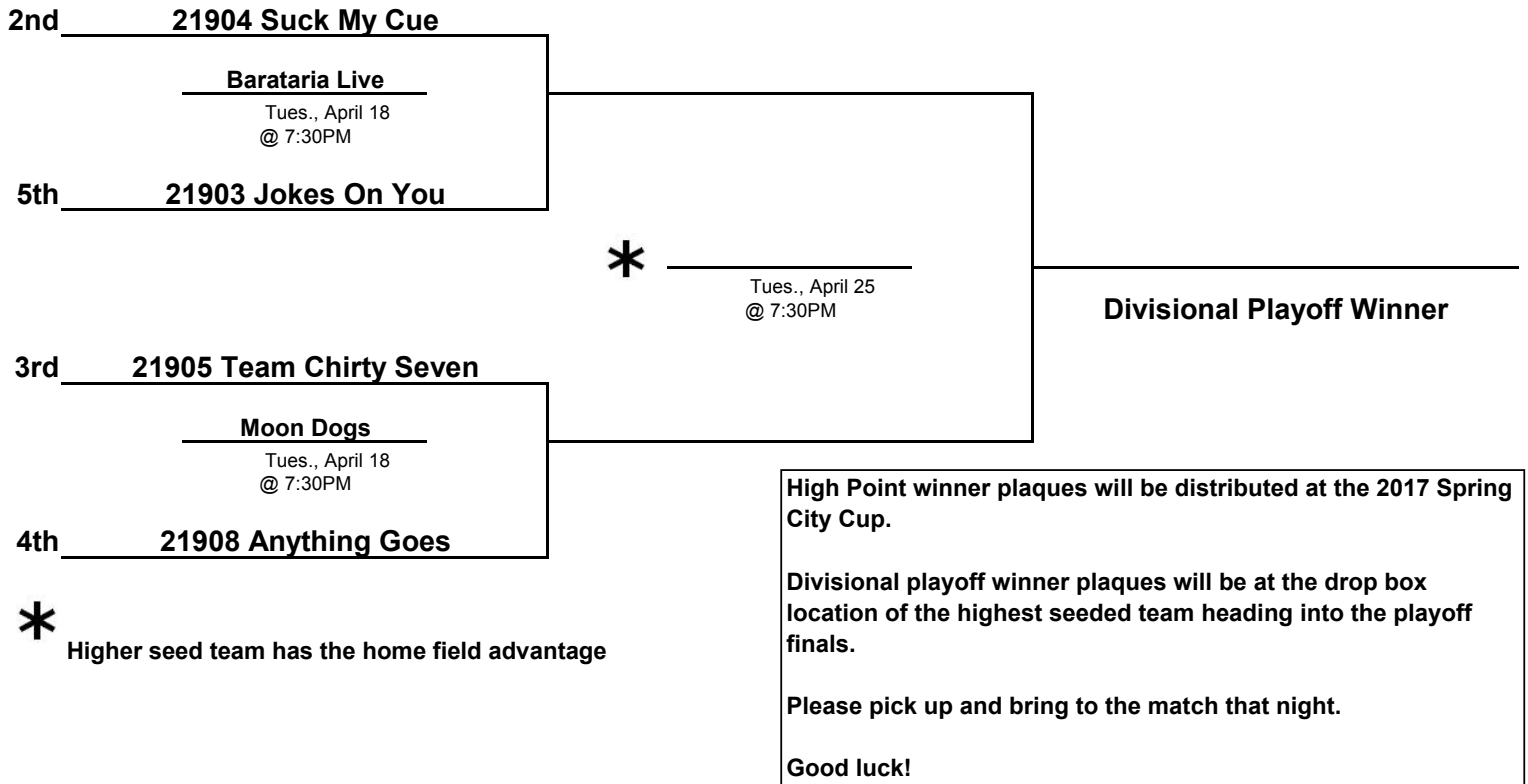 2nd 21904 Suck My Cue
Barataria Live
Tues., April 18
@ 7:30PM
5th 21903 Jokes On You
*
Tues., April 25
@ 7:30PM
Divisional Playoff Winner
3rd 21905 Team Chirty Seven
Moon Dogs
Tues., April 18
@ 7:30PM
4th 21908 Anything Goes
* Higher seed team has the home field advantage
High Point winner plaques will be distributed at the 2017 Spring
City Cup.
Divisional playoff winner plaques will be at the drop box
location of the highest seeded team heading into the playoff
finals.
Please pick up and bring to the match that night.
Good luck!